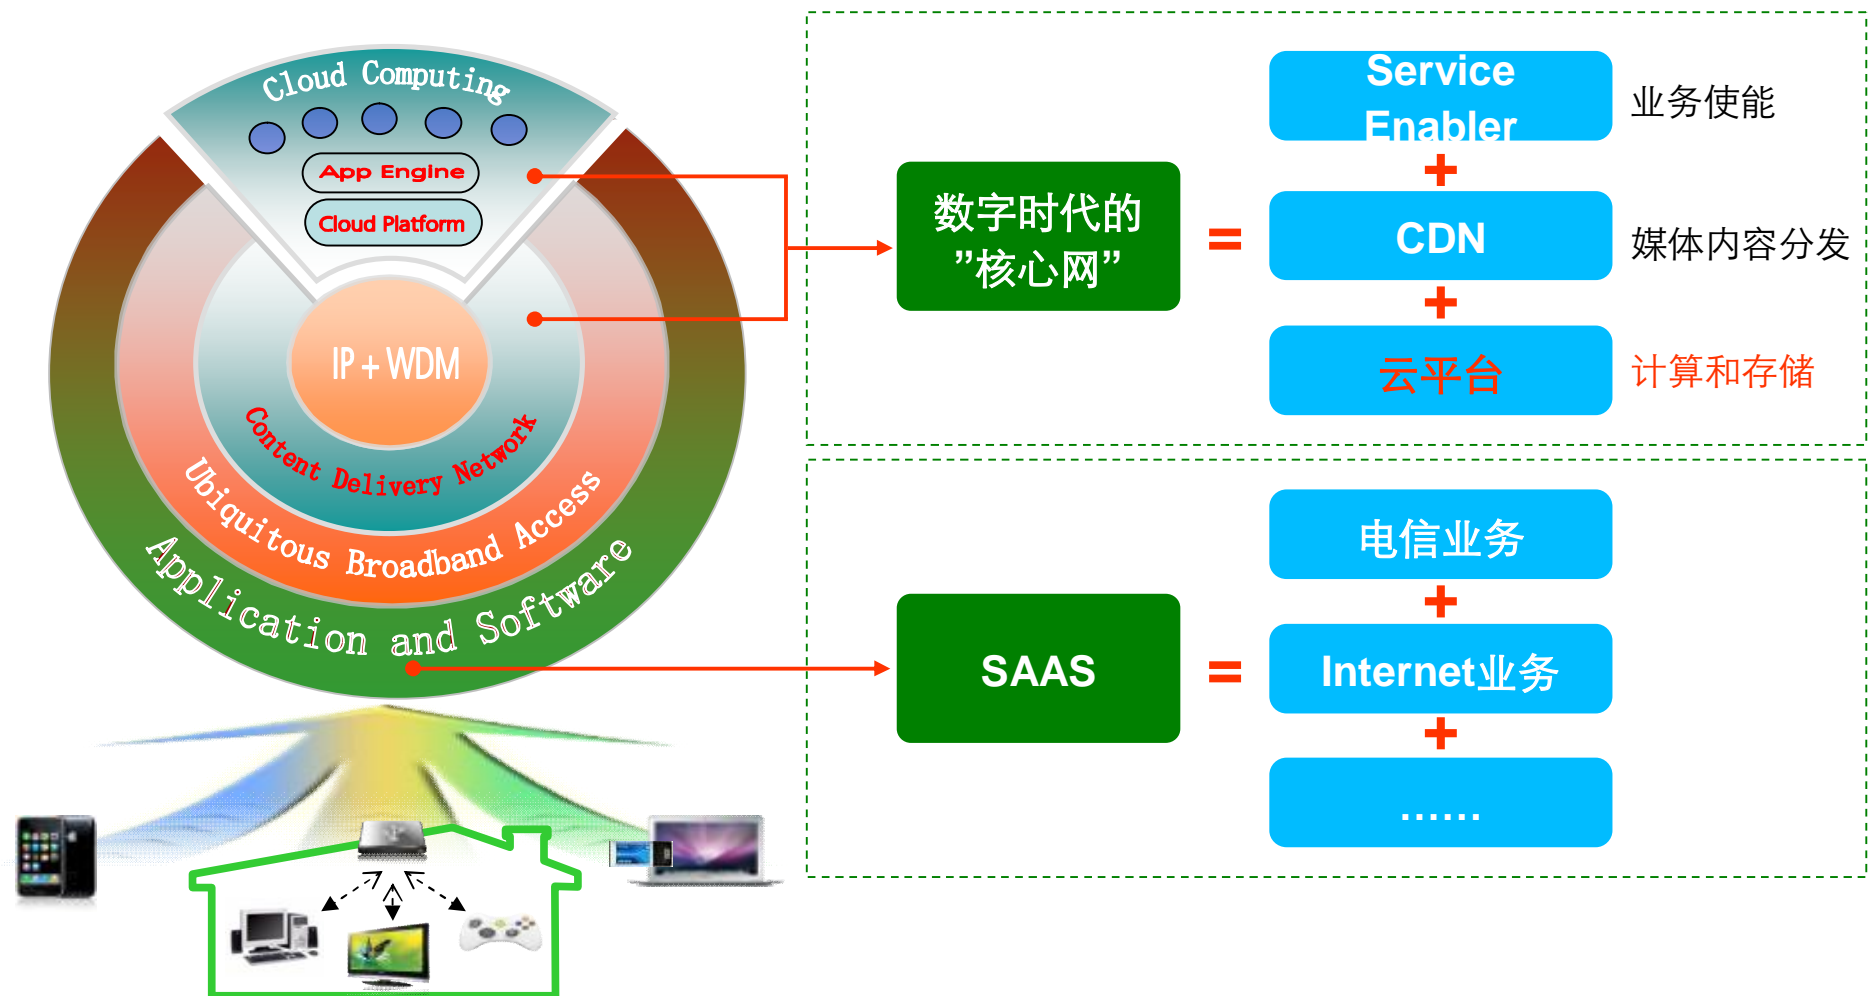 Cloud Computing
App Engine
Cloud Platform
IP + WDM
Content Delivery Network
Ubiquitous Broadband Access
Application and Software
数字时代的
”核心网”
=
Service
Enabler
业务使能
+
CDN
媒体内容分发
+
云平台
计算和存储
SAAS
=
电信业务
+
Internet业务
+
……